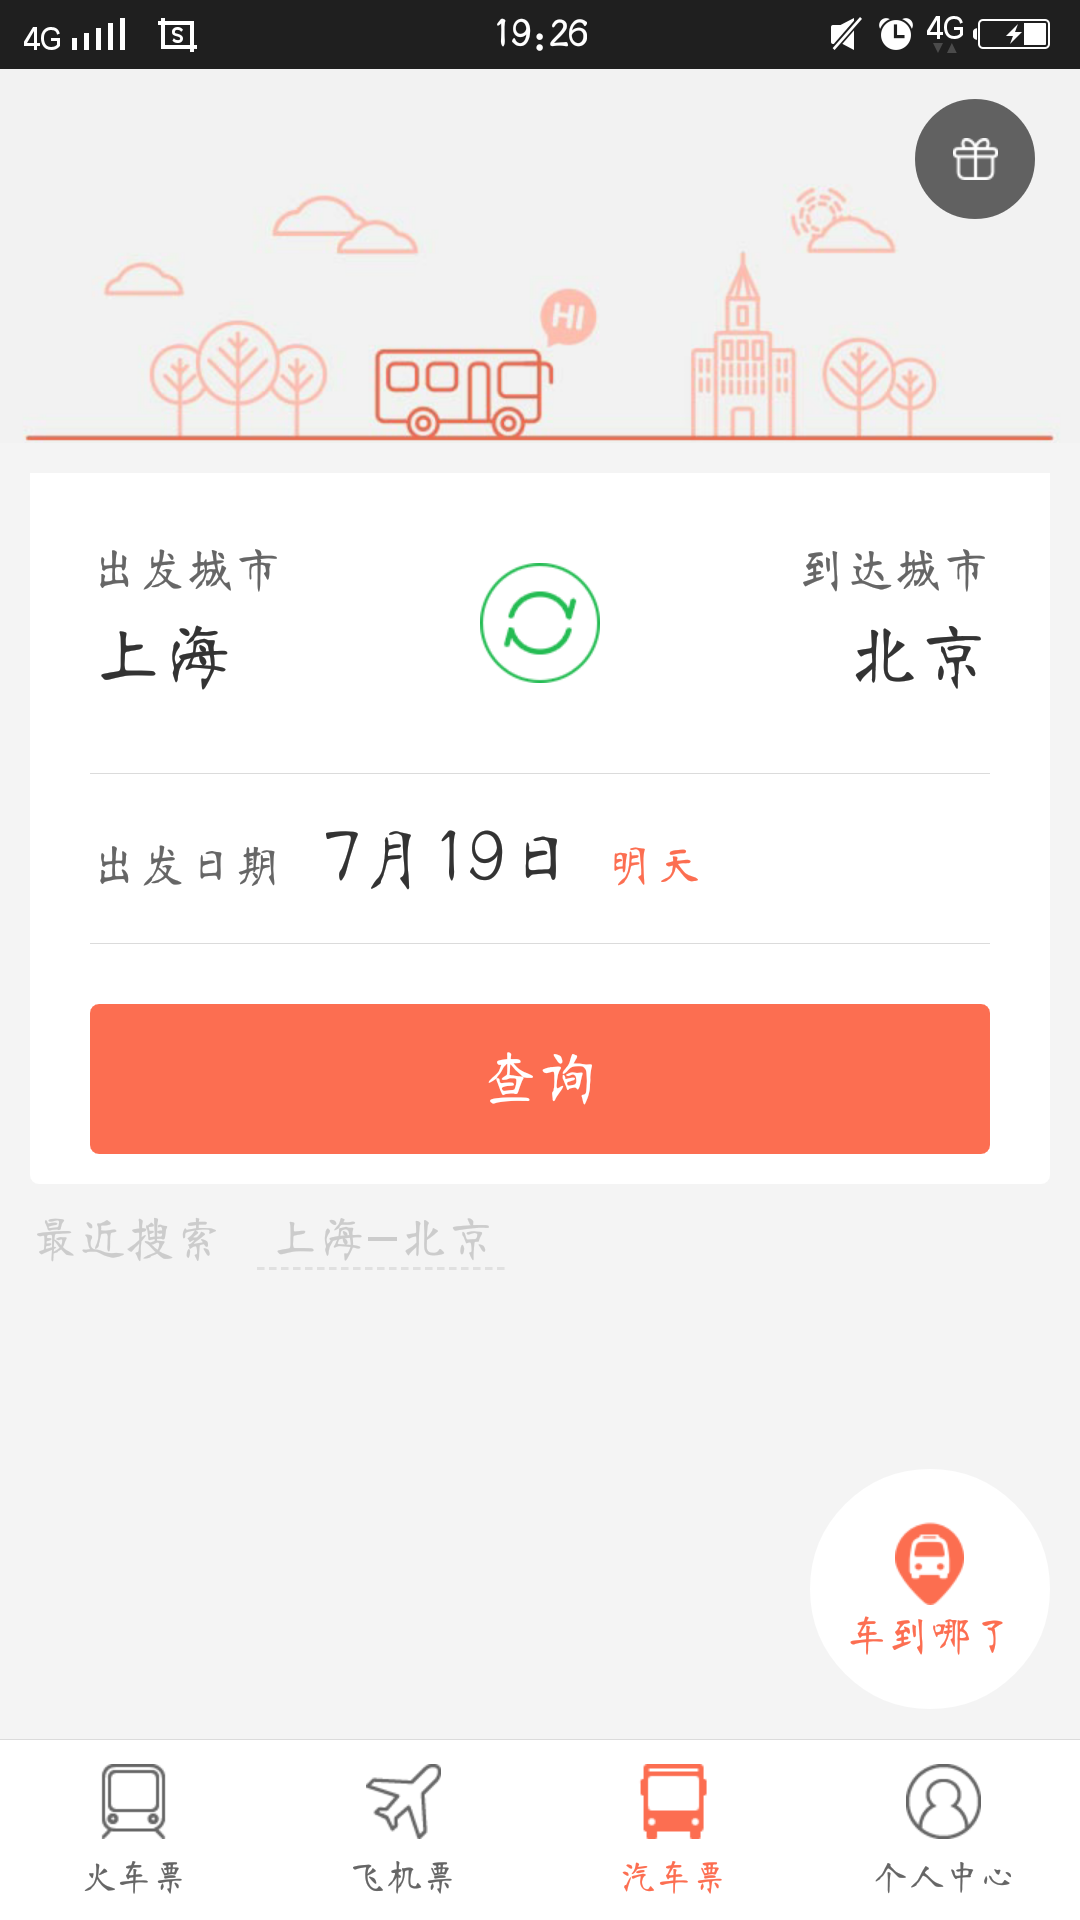 4G S 19:26 4G
HI
出发城市 到达城市
上海 北京
出发日期 7月19日 明天
查询
最近搜索 上海—北京
车到哪了
火车票 飞机票 汽车票 个人中心